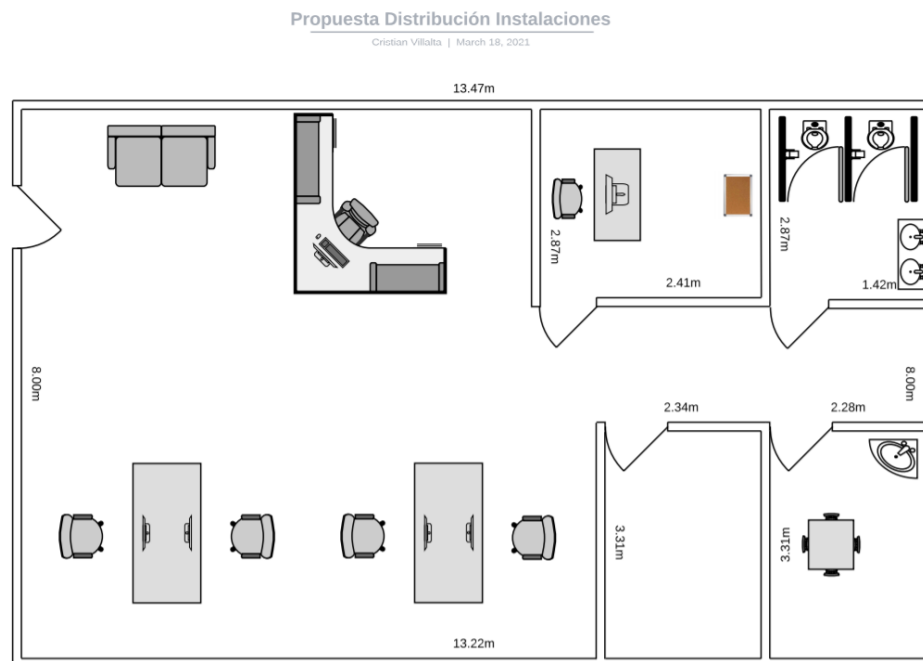 Propuesta Distribución Instalaciones
Cristian Villalta | March 18, 2021
13.47m
2.87m
2.87m
2.41m
1.42m
8.00m
8.00m
2.34m
2.28m
3.31m
3.31m
13.22m